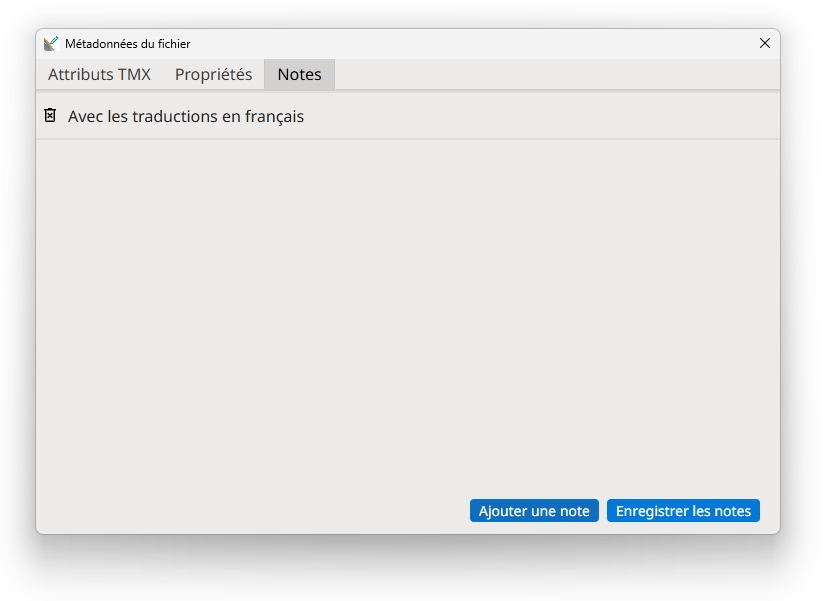 Métadonnées du fichier
Attributs TMX Propriétés Notes
Avec les traductions en français
Ajouter une note Enregistrer les notes